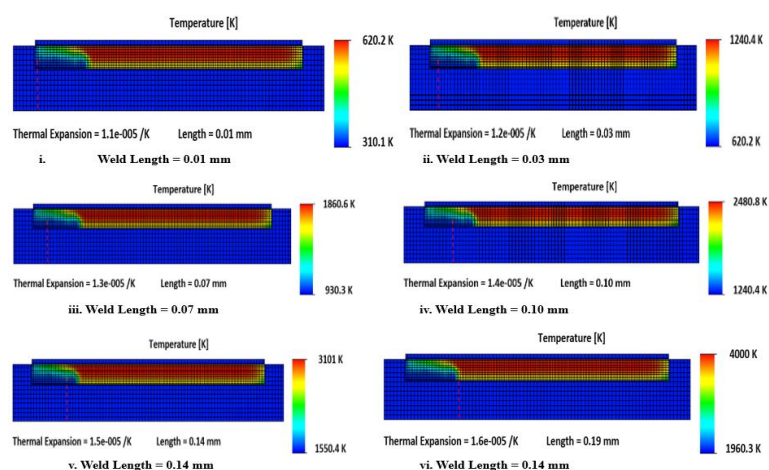 Temperature [K]
620.2 K
310.1 K
Thermal Expansion = 1.1e-005 /K Length = 0.01 mm
i. Weld Length = 0.01 mm
Temperature [K]
1240.4 K
620.2 K
Thermal Expansion = 1.2e-005 /K Length = 0.03 mm
ii. Weld Length = 0.03 mm
Temperature [K]
1860.6 K
930.3 K
Thermal Expansion = 1.3e-005 /K Length = 0.07 mm
iii. Weld Length = 0.07 mm
Temperature [K]
2480.8 K
1240.4 K
Thermal Expansion = 1.4e-005 /K Length = 0.10 mm
iv. Weld Length = 0.10 mm
Temperature [K]
3101 K
1550.4 K
Thermal Expansion = 1.5e-005 /K Length = 0.14 mm
v. Weld Length = 0.14 mm
Temperature [K]
4000 K
1960.3 K
Thermal Expansion = 1.6e-005 /K Length = 0.19 mm
vi. Weld Length = 0.14 mm